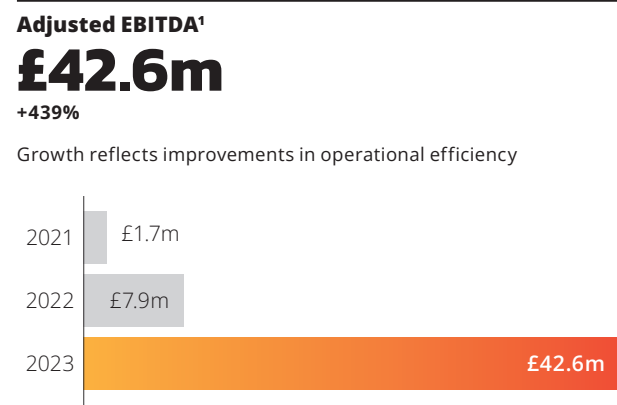 Adjusted EBITDA¹
£42.6m
+439%
Growth reflects improvements in operational efficiency
2021 £1.7m
2022 £7.9m
2023 £42.6m